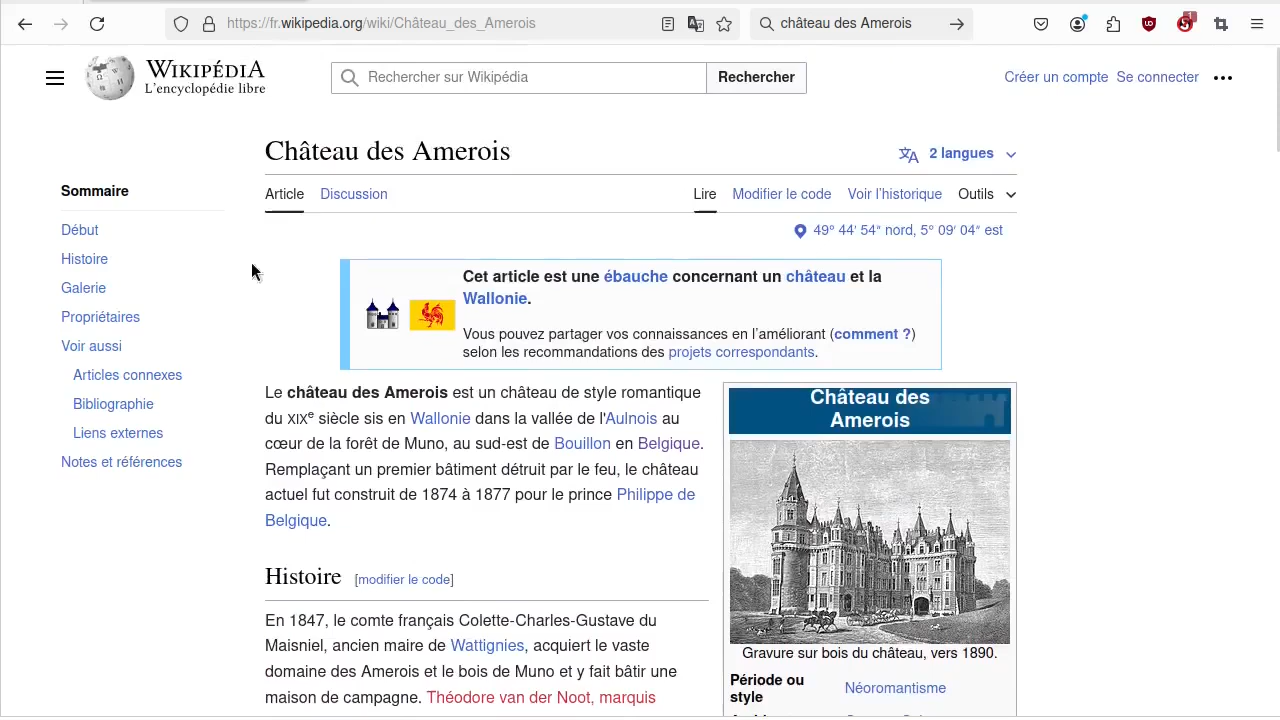 https://fr.wikipedia.org/wiki/Château_des_Amerois
château des Amerois
1
WIKIPÉDIA
L'encyclopédie libre
Rechercher sur Wikipédia
Rechercher
Créer un compte Se connecter
Château des Amerois
2 langues
Sommaire
Début
Histoire
Galerie
Propriétaires
Voir aussi
Articles connexes
Bibliographie
Liens externes
Notes et références
Article Discussion
Lire Modifier le code Voir l'historique Outils
49° 44′ 54″ nord, 5° 09′ 04″ est
Cet article est une ébauche concernant un château et la
Wallonie.
Vous pouvez partager vos connaissances en l'améliorant (comment ?)
selon les recommandations des projets correspondants.
Le château des Amerois est un château de style romantique
du XIXe siècle sis en Wallonie dans la vallée de l'Aulnois au
cœur de la forêt de Muno, au sud-est de Bouillon en Belgique.
Remplaçant un premier bâtiment détruit par le feu, le château
actuel fut construit de 1874 à 1877 pour le prince Philippe de
Belgique.
Histoire [modifier le code]
En 1847, le comte français Colette-Charles-Gustave du
Maisniel, ancien maire de Wattignies, acquiert le vaste
domaine des Amerois et le bois de Muno et y fait bâtir une
maison de campagne. Théodore van der Noot, marquis
Château des
Amerois
Gravure sur bois du château, vers 1890.
Période ou
style
Néoromantisme